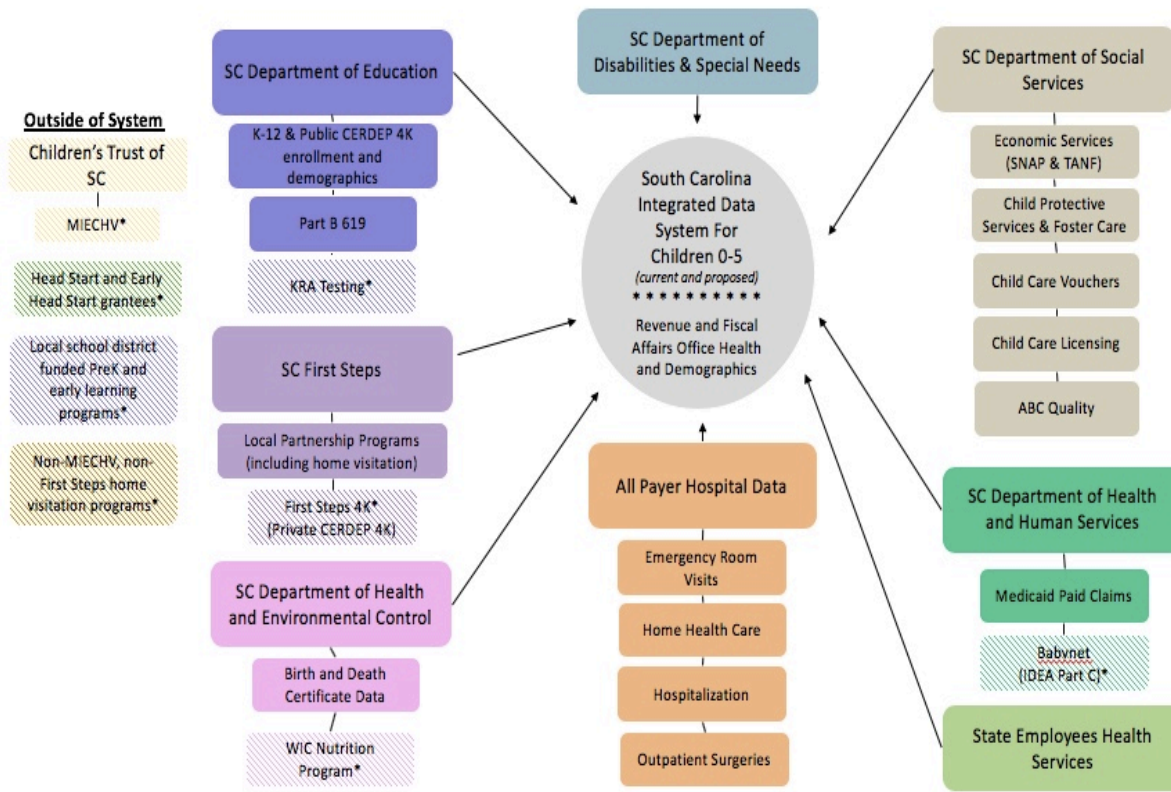 Outside of System
Children's Trust of
SC
MIECHV*
Head Start and Early
Head Start grantees*
Local school district
funded PreK and
early learning
programs*
Non-MIECHV, non-
First Steps home
visitation programs*
SC Department of Education
K-12 & Public CERDEP 4K
enrollment and
demographics
Part B 619
KRA Testing*
SC First Steps
Local Partnership Programs
(including home visitation)
First Steps 4K*
(Private CERDEP 4K)
SC Department of Health
and Environmental Control
Birth and Death
Certificate Data
WIC Nutrition
Program*
SC Department of
Disabilities & Special Needs
South Carolina
Integrated Data
System For
Children 0-5
(current and proposed)
* * * * * * * * * *
Revenue and Fiscal
Affairs Office Health
and Demographics
All Payer Hospital Data
Emergency Room
Visits
Home Health Care
Hospitalization
Outpatient Surgeries
SC Department of Social
Services
Economic Services
(SNAP & TANF)
Child Protective
Services & Foster Care
Child Care Vouchers
Child Care Licensing
ABC Quality
SC Department of Health
and Human Services
Medicaid Paid Claims
Babynet
(IDEA Part C)*
State Employees Health
Services